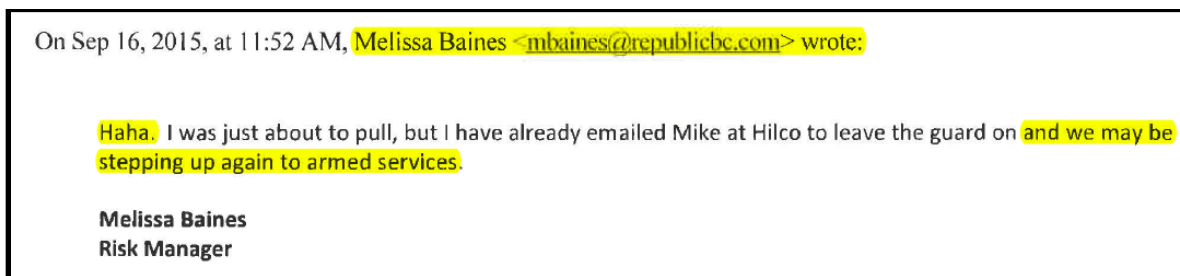 On Sep 16, 2015, at 11:52 AM, Melissa Baines <mbaines@republicbc.com> wrote:
Haha. I was just about to pull, but I have already emailed Mike at Hilco to leave the guard on and we may be
stepping up again to armed services.
Melissa Baines
Risk Manager